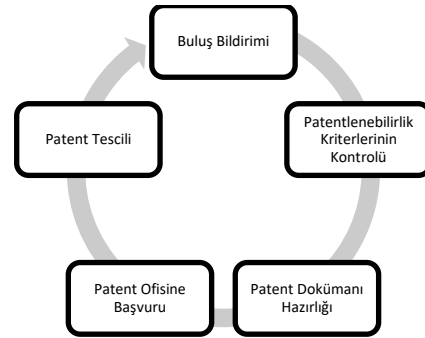 Buluş Bildirimi
Patentlenebilirlik
Kriterlerinin
Kontrolü
Patent Dokümanı
Hazırlığı
Patent Ofisine
Başvuru
Patent Tescili